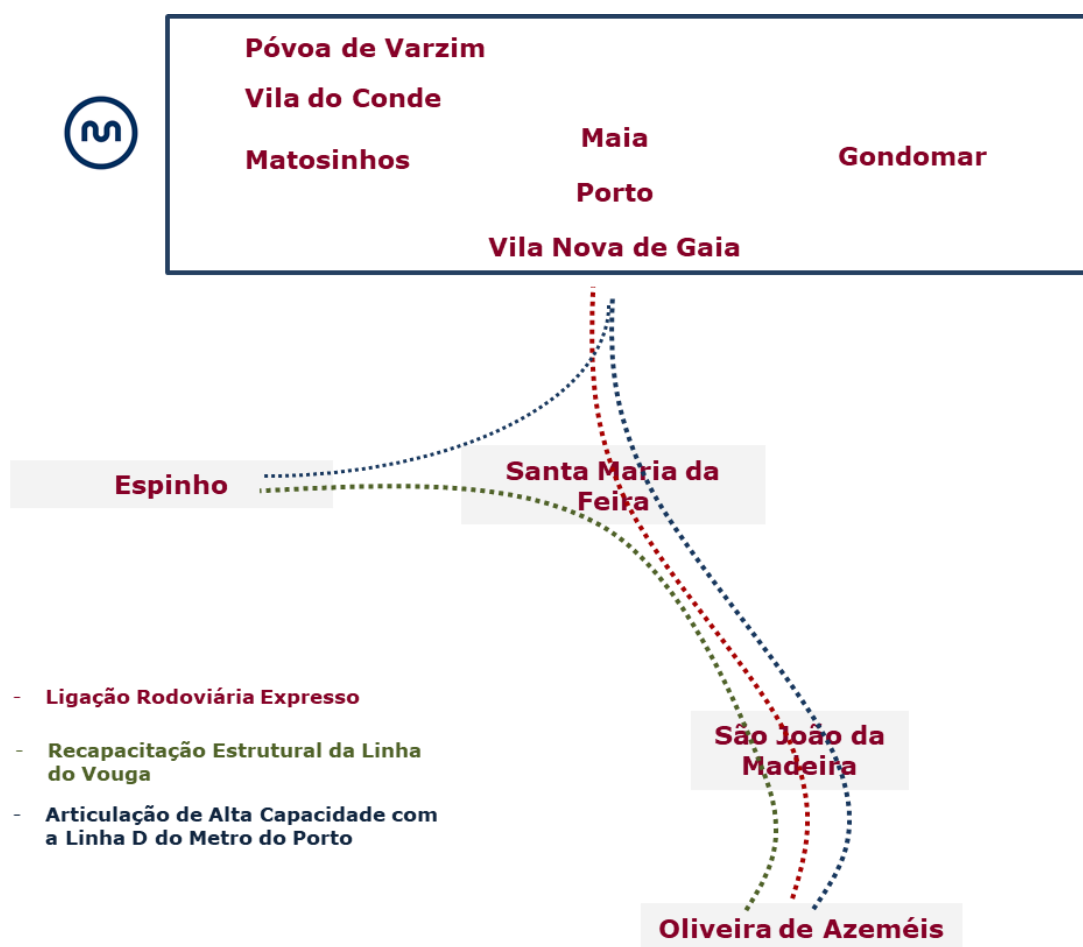 Póvoa de Varzim
Vila do Conde
Maia
Matosinhos
Gondomar
Porto
Vila Nova de Gaia
Espinho
Santa Maria da
Feira
- Ligação Rodoviária Expresso
- Recapacitação Estrutural da Linha
do Vouga
- Articulação de Alta Capacidade com
a Linha D do Metro do Porto
São João da
Madeira
Oliveira de Azeméis